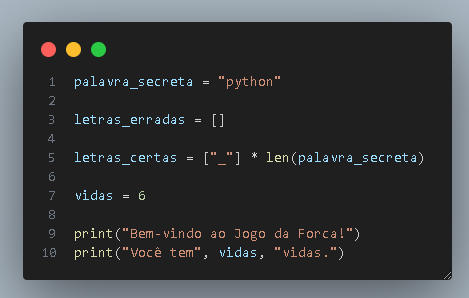 1 palavra_secreta = "python"
2
3 letras_erradas = []
4
5 letras_certas = ["_"] * len(palavra_secreta)
6
7 vidas = 6
8
9 print("Bem-vindo ao Jogo da Forca!")
10 print("Você tem", vidas, "vidas.")